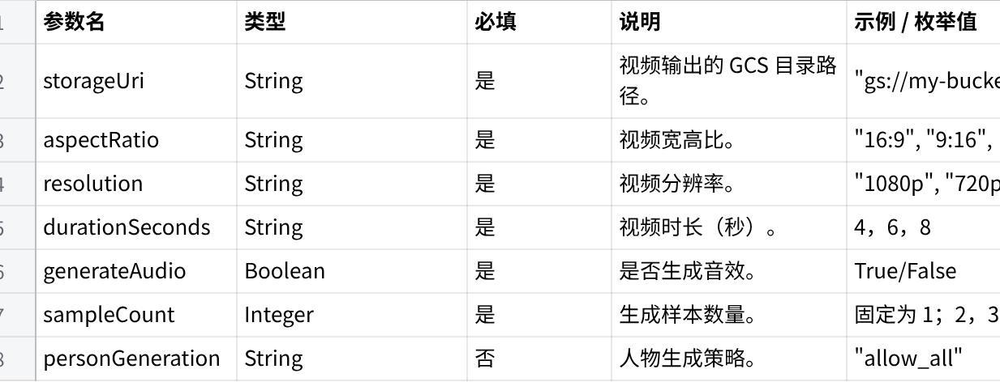 参数名 类型 必填 说明 示例 / 枚举值
2 storageUri String 是 视频输出的 GCS 目录路径。 "gs://my-bucke
3 aspectRatio String 是 视频宽高比。 "16:9", "9:16",
4 resolution String 是 视频分辨率。 "1080p", "720p
5 durationSeconds String 是 视频时长（秒）。 4，6，8
6 generateAudio Boolean 是 是否生成音效。 True/False
7 sampleCount Integer 是 生成样本数量。 固定为 1；2，3
8 personGeneration String 否 人物生成策略。 "allow_all"